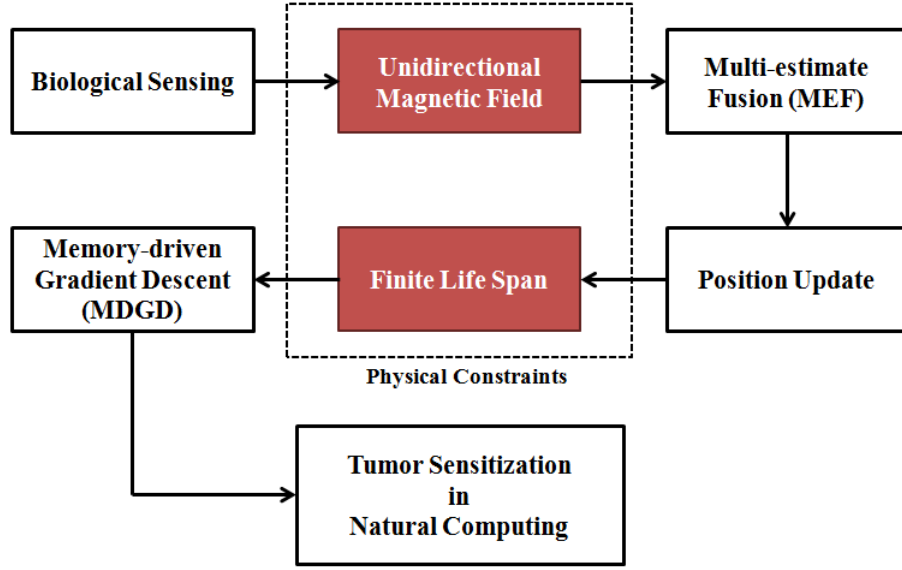 Biological Sensing
Unidirectional
Magnetic Field
Multi-estimate
Fusion (MEF)
Memory-driven
Gradient Descent
(MDGD)
Finite Life Span
Position Update
Physical Constraints
Tumor Sensitization
in
Natural Computing